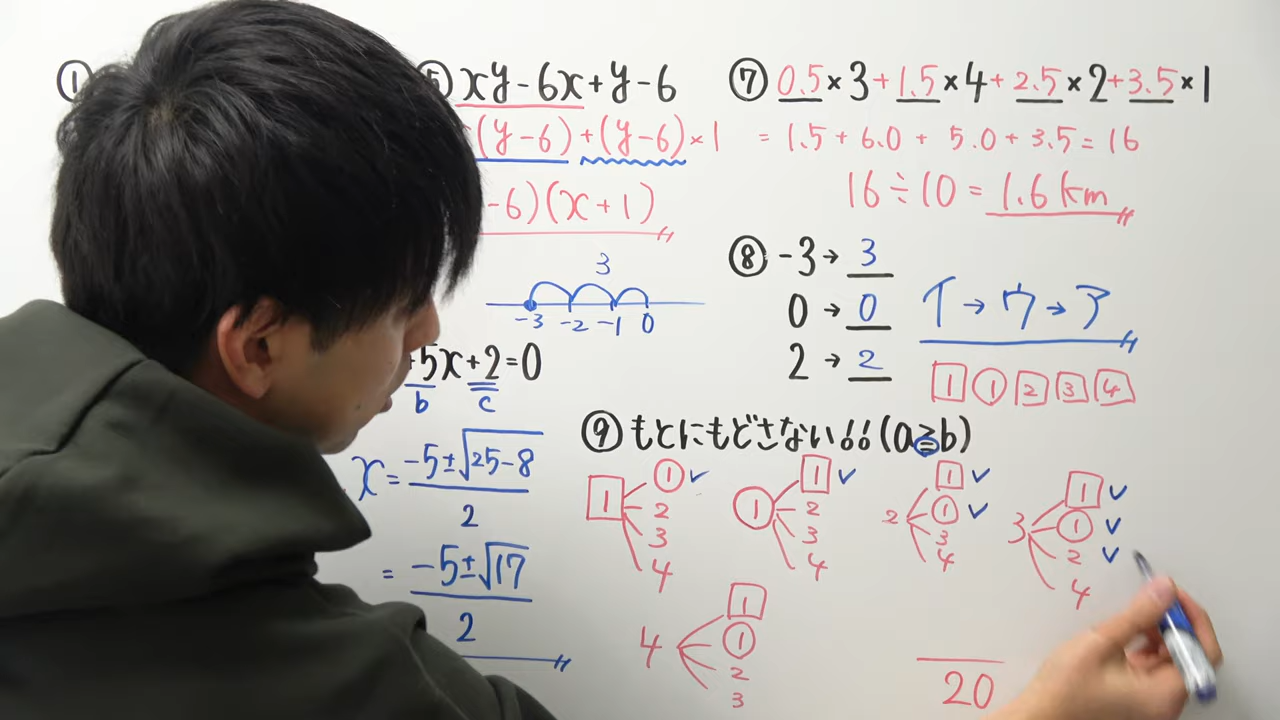 ①
⑤ xy-6x+y-6
(y-6)+(y-6)×1
-6)(x+1)
3
-3 -2 -1 0
+5x+2=0
b c
x= -5±√25-8 / 2
= -5±√17 / 2
⑦ 0.5×3+1.5×4+2.5×2+3.5×1
= 1.5+6.0+5.0+3.5=16
16÷10=1.6km
⑧ -3→3
0→0
2→2
イ→ウ→ア
1 1 2 3 4
⑨ もとにもどさない!!(a≧b)
1 1✓ 2 3 4
1 1✓ 2 3 4
2 1✓ 1✓ 3 4
3 1✓ 1✓ 2✓ 4
4 1 1 2 3
20